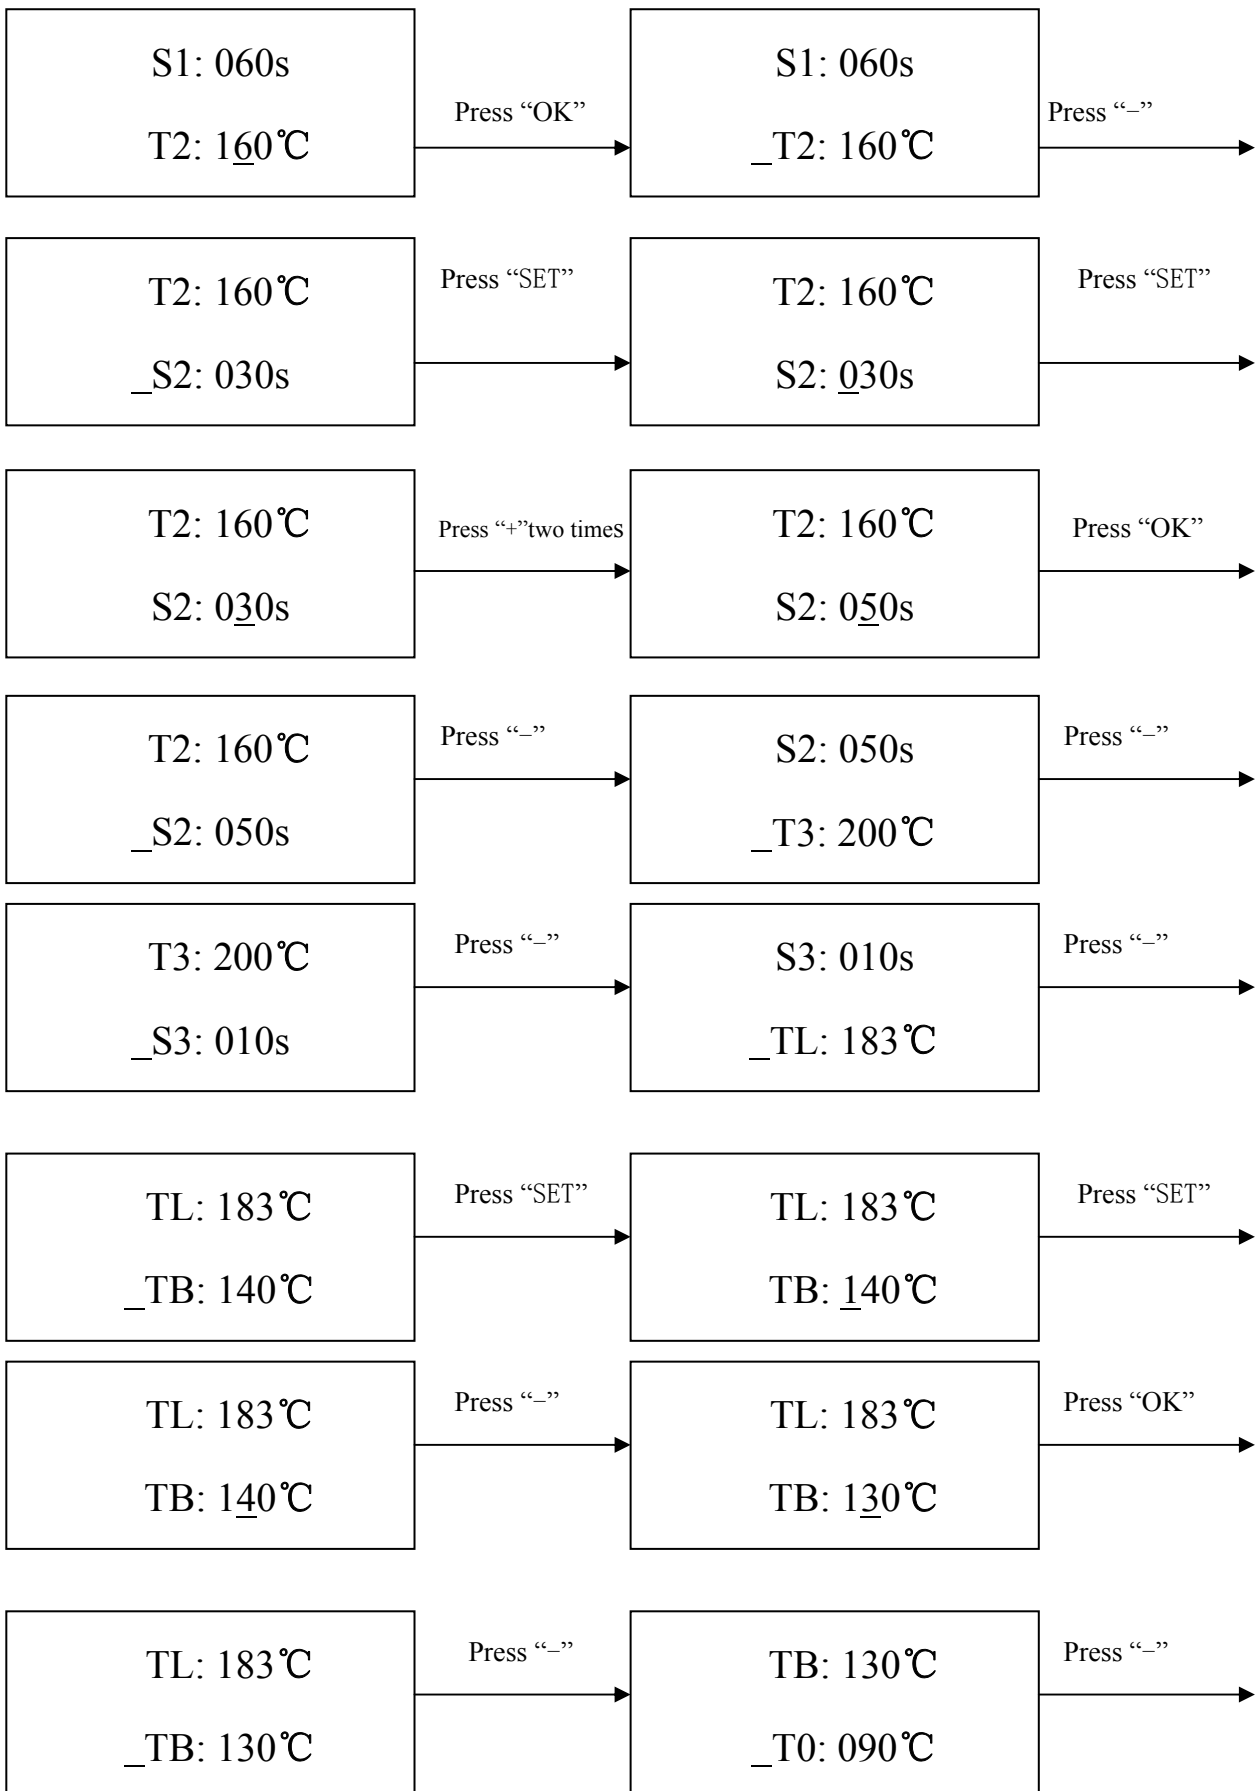 S1: 060s
T2: 160℃
Press “OK”
S1: 060s
_T2: 160℃
Press “–”
T2: 160℃
_S2: 030s
Press “SET”
T2: 160℃
S2: 030s
Press “SET”
T2: 160℃
S2: 030s
Press “+”two times
T2: 160℃
S2: 050s
Press “OK”
T2: 160℃
_S2: 050s
Press “–”
S2: 050s
_T3: 200℃
Press “–”
T3: 200℃
_S3: 010s
Press “–”
S3: 010s
_TL: 183℃
Press “–”
TL: 183℃
_TB: 140℃
Press “SET”
TL: 183℃
TB: 140℃
Press “SET”
TL: 183℃
TB: 140℃
Press “–”
TL: 183℃
TB: 130℃
Press “OK”
TL: 183℃
_TB: 130℃
Press “–”
TB: 130℃
_T0: 090℃
Press “–”